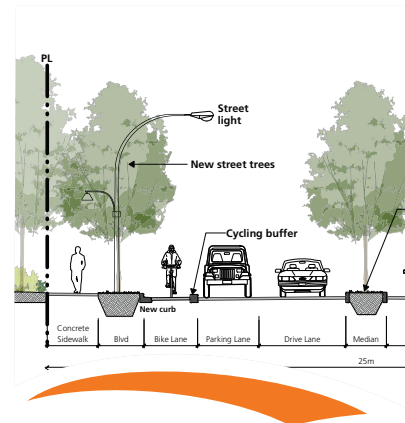 PL
Street
light
New street trees
Cycling buffer
New curb
Concrete
Sidewalk
Blvd
Bike Lane
Parking Lane
Drive Lane
Median
25m